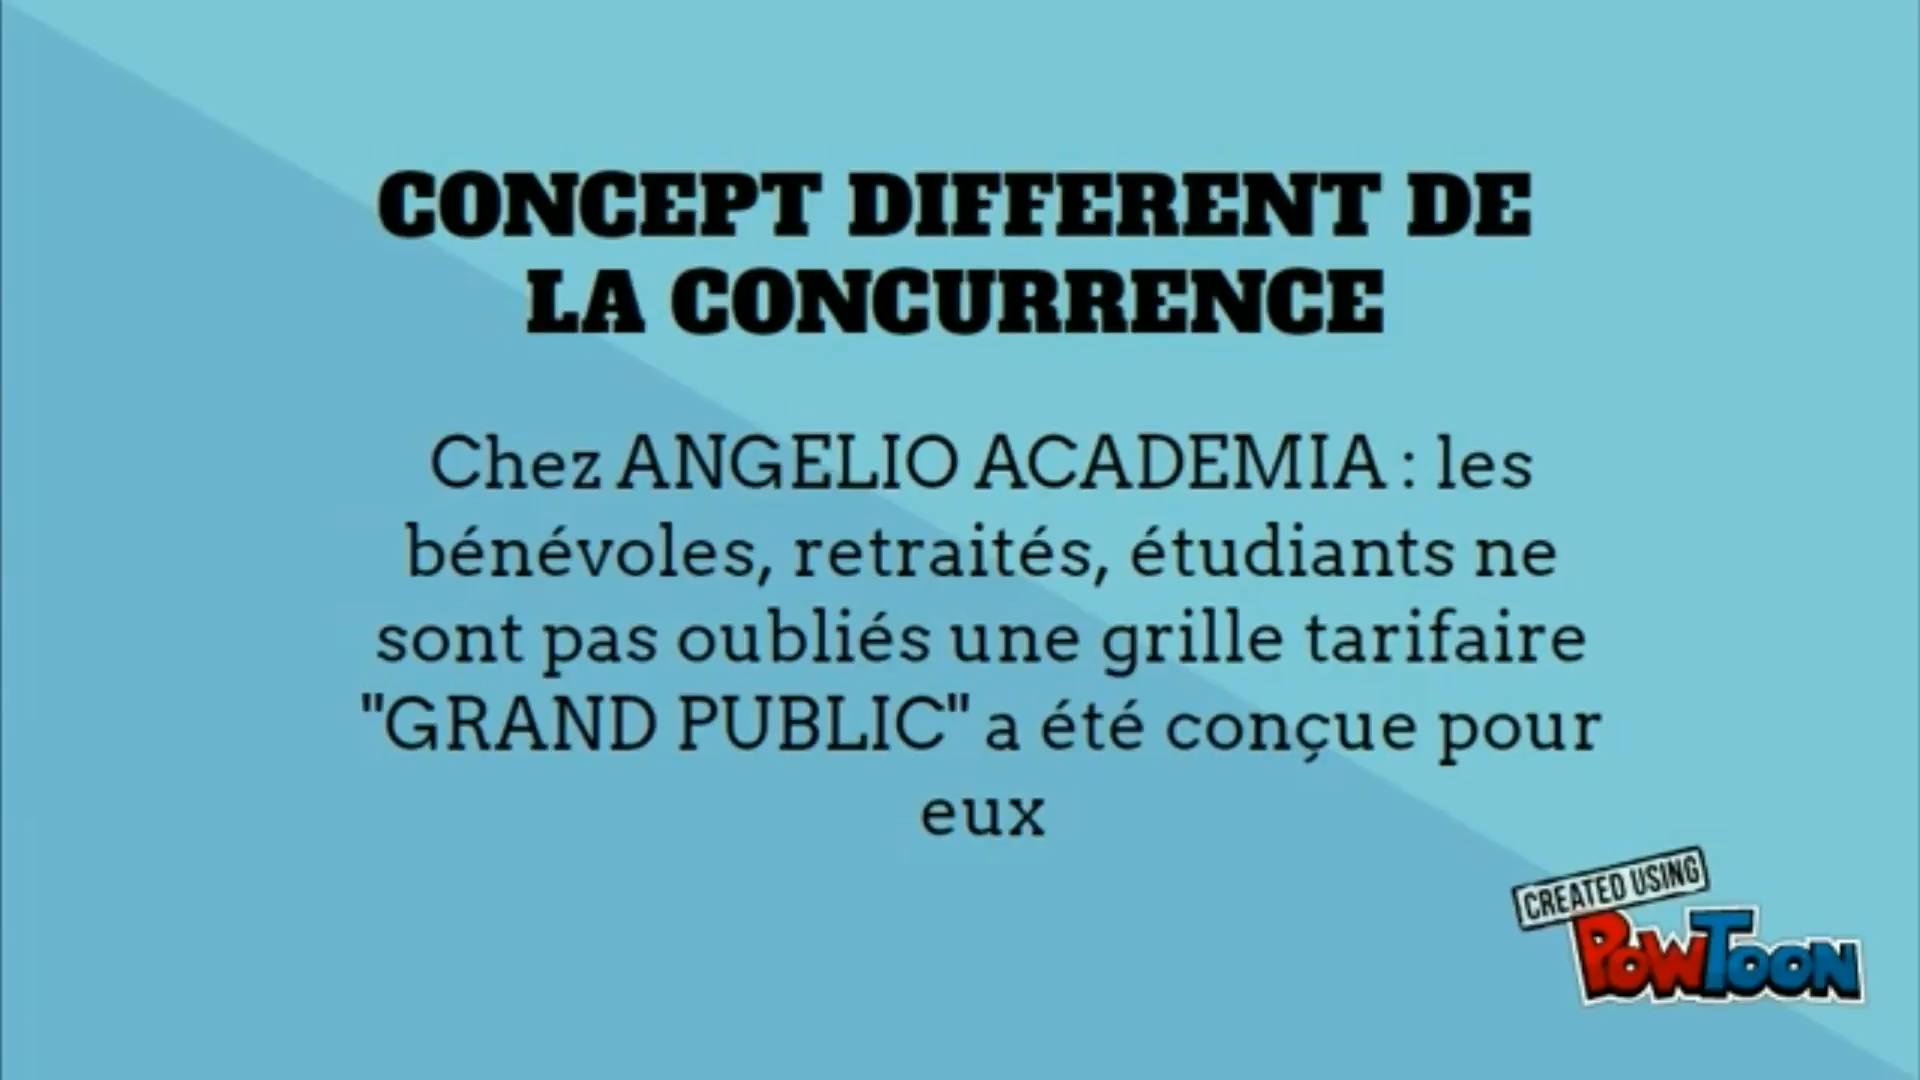 CONCEPT DIFFERENT DE
LA CONCURRENCE
Chez ANGELIO ACADEMIA : les
bénévoles, retraités, étudiants ne
sont pas oubliés une grille tarifaire
"GRAND PUBLIC" a été conçue pour
eux
CREATED USING
POWTOON